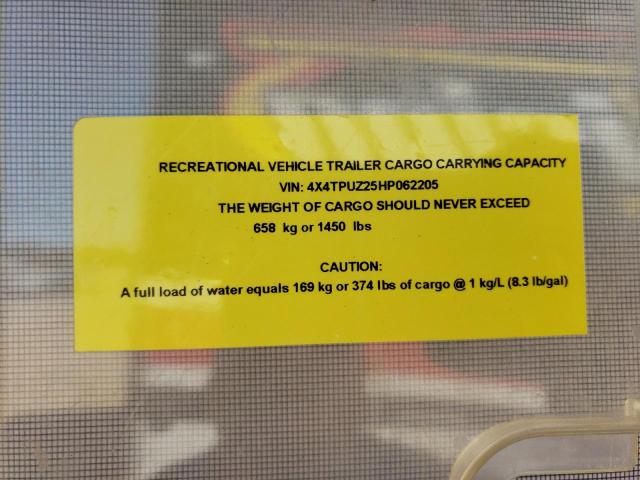 RECREATIONAL VEHICLE TRAILER CARGO CARRYING CAPACITY
VIN: 4X4TPUZ25HP062205
THE WEIGHT OF CARGO SHOULD NEVER EXCEED
658 kg or 1450 lbs
CAUTION:
A full load of water equals 169 kg or 374 lbs of cargo @ 1 kg/L (8.3 lb/gal)